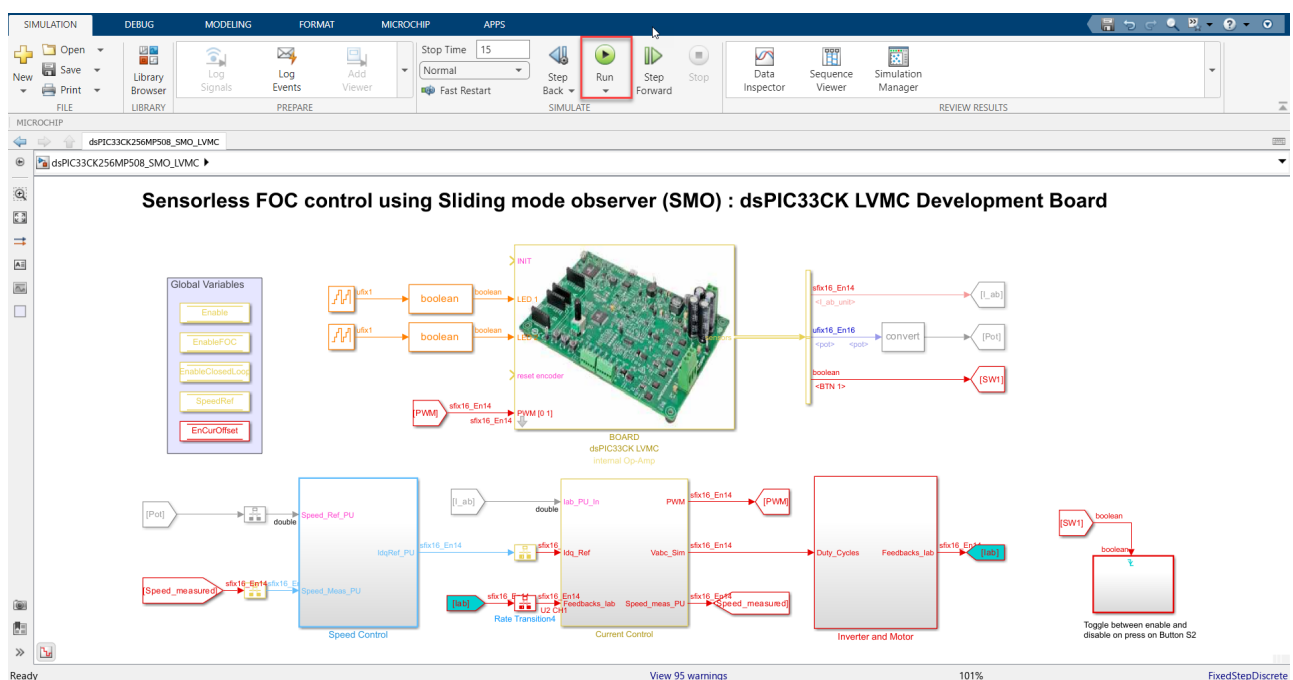 SIMULATION DEBUG MODELING FORMAT MICROCHIP APPS
New
Open
Save
Print
FILE
Library
Browser
LIBRARY
Log
Signals
Log
Events
Add
Viewer
PREPARE
Stop Time 15
Normal
Fast Restart
Step
Back
Run
Step
Forward
Stop
SIMULATE
Data
Inspector
Sequence
Viewer
Simulation
Manager
REVIEW RESULTS
MICROCHIP
dsPIC33CK256MP508_SMO_LVMC
dsPIC33CK256MP508_SMO_LVMC
Sensorless FOC control using Sliding mode observer (SMO) : dsPIC33CK LVMC Development Board
Global Variables
Enable
EnableFOC
EnableClosedLoop
SpeedRef
EnCurOffset
ufix1
boolean
boolean
ufix1
boolean
boolean
[PWM]
sfix16_En14
sfix16_En14
INIT
LED 1
reset encoder
PWM [0 1]
BOARD
dsPIC33CK LVMC
Internal Op-Amp
sfix16_En14
<I_ab_unit>
[I_ab]
ufix16_En16
<pot>
<pot>
convert
[Pot]
boolean
<BTN 1>
[SW1]
[Pot]
double
Speed_Ref_PU
[Speed_measured]
sfix16_En14
Speed_Meas_PU
IdqRef_PU
Speed Control
sfix16_En14
[I_ab]
double
Iab_PU_In
sfix16
Idq_Ref
[Iab]
Rate Transition4
sfix16_En14
U2 CH1
Feedbacks_Iab
PWM
Vabc_Sim
Speed_meas_PU
Current Control
sfix16_En14
[PWM]
sfix16_En14
sfix16_En14
[Speed_measured]
Duty_Cycles
Feedbacks_Iab
Inverter and Motor
[Iab]
[SW1]
boolean
boolean
Toggle between enable and
disable on press on Button S2
Ready
View 95 warnings
101%
FixedStepDiscrete